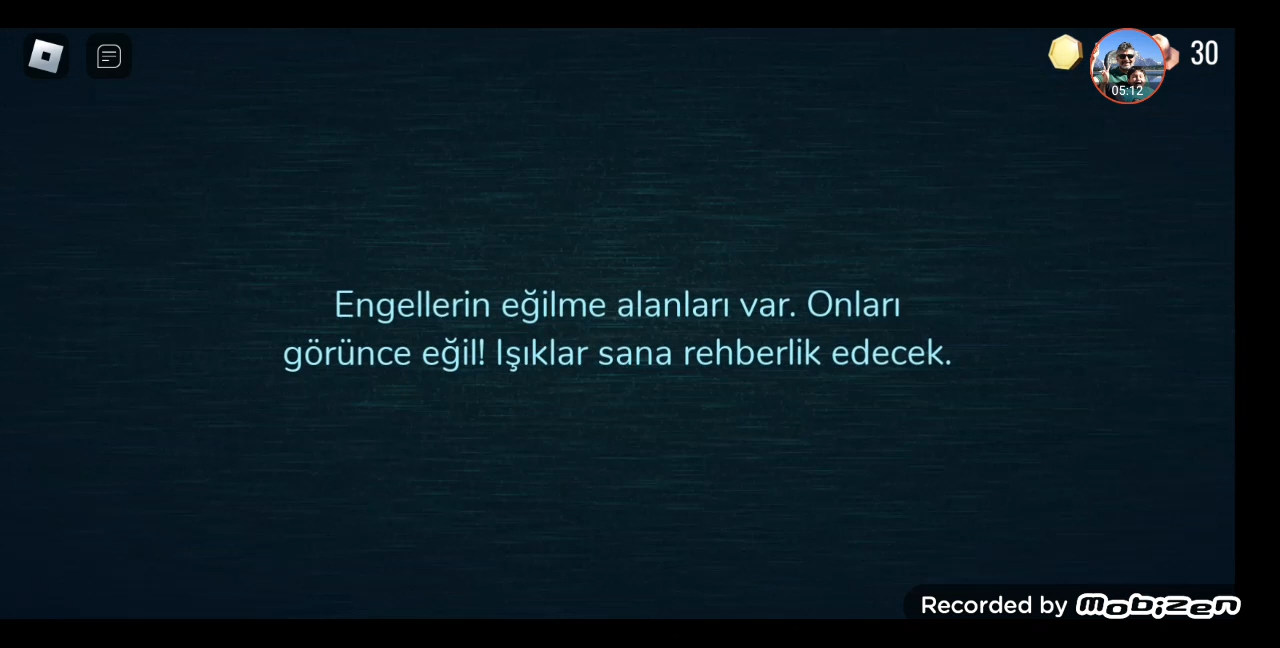 30
05:12
Engellerin eğilme alanları var. Onları
görünce eğil! Işıklar sana rehberlik edecek.
Recorded by mobizen